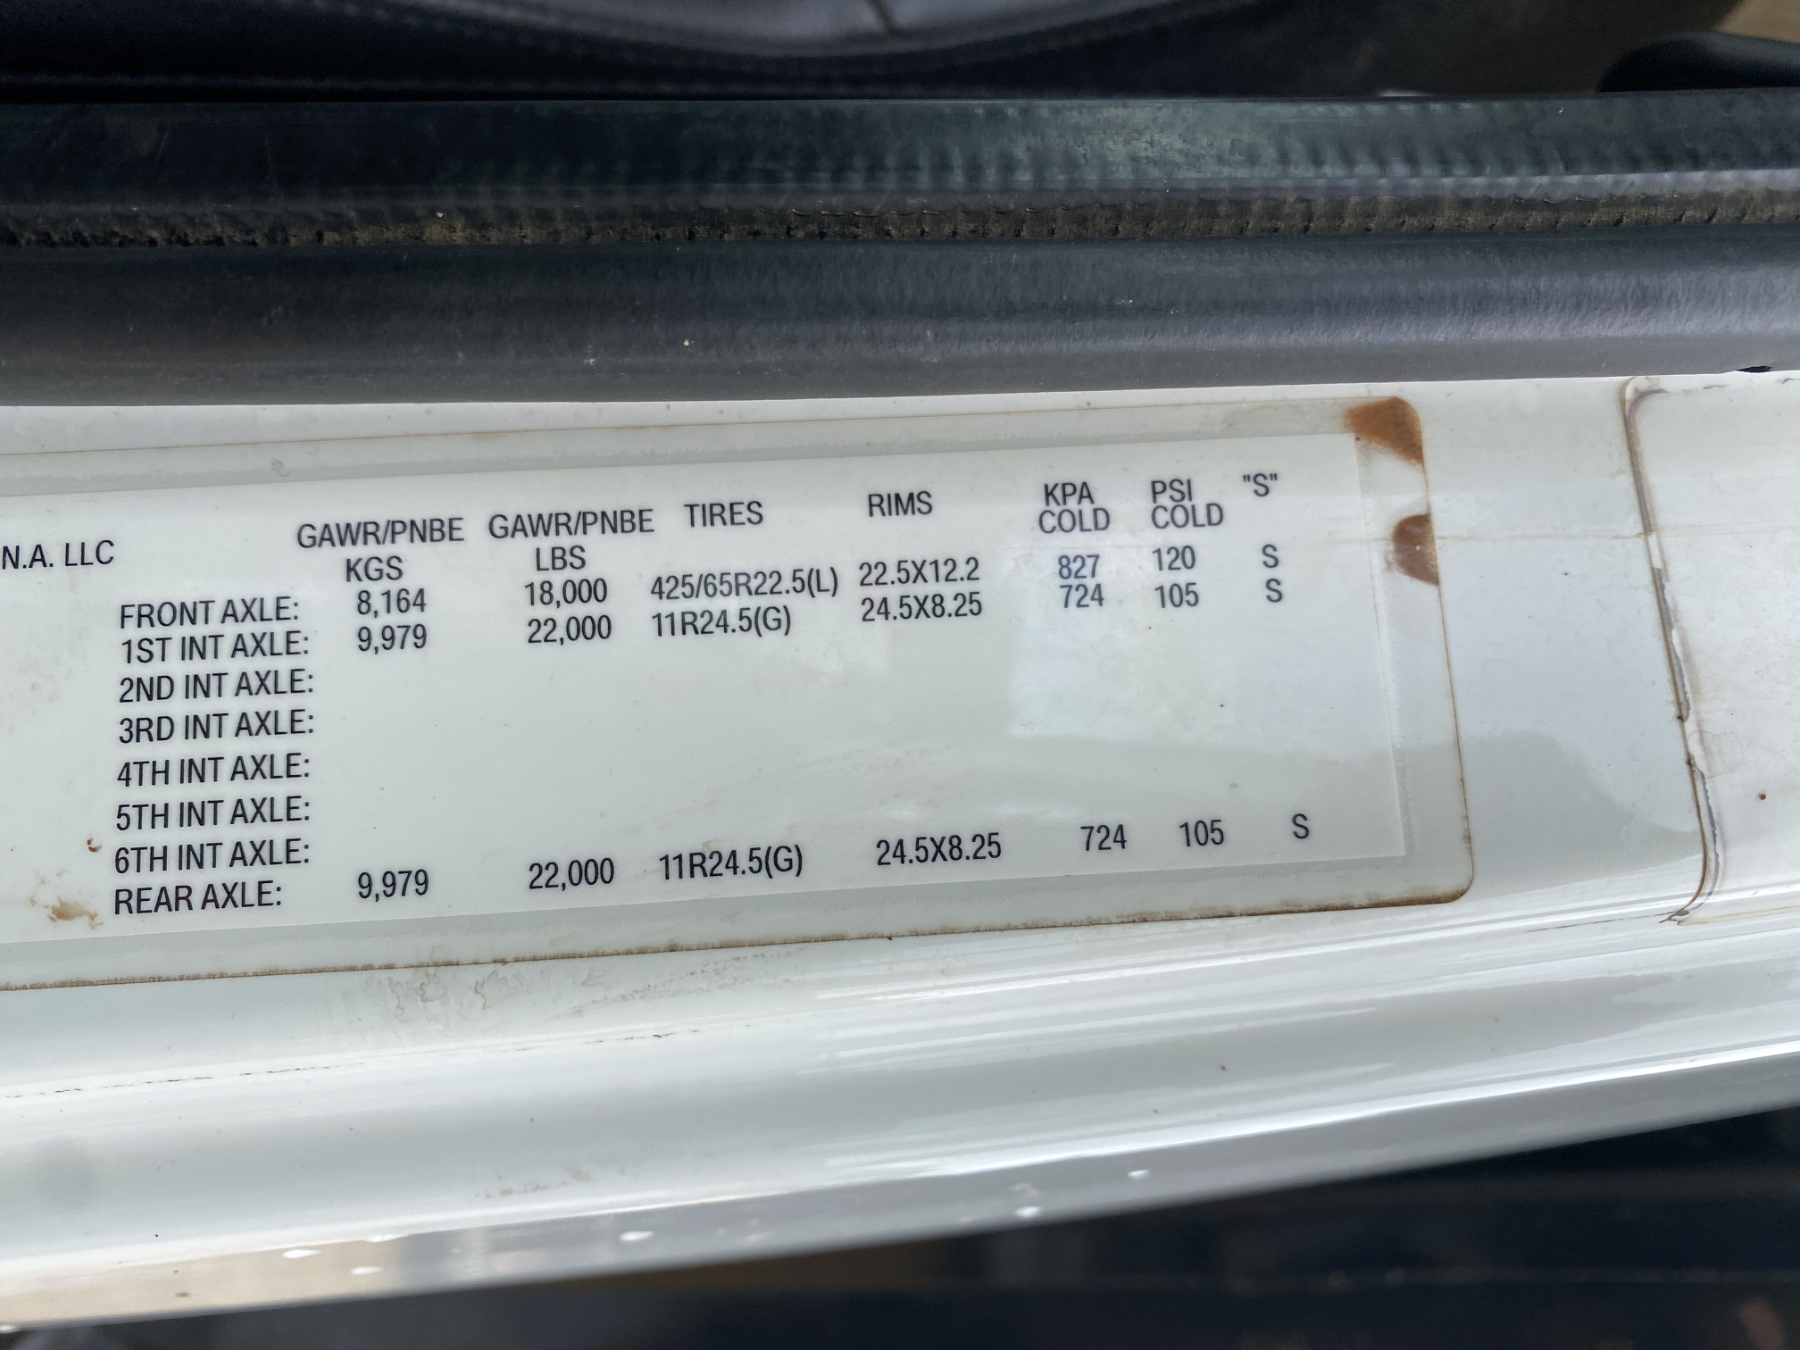 N.A. LLC
GAWR/PNBE KGS GAWR/PNBE LBS TIRES RIMS KPA COLD PSI COLD "S"
FRONT AXLE: 8,164 18,000 425/65R22.5(L) 22.5X12.2 827 120 S
1ST INT AXLE: 9,979 22,000 11R24.5(G) 24.5X8.25 724 105 S
2ND INT AXLE:
3RD INT AXLE:
4TH INT AXLE:
5TH INT AXLE:
6TH INT AXLE:
REAR AXLE: 9,979 22,000 11R24.5(G) 24.5X8.25 724 105 S